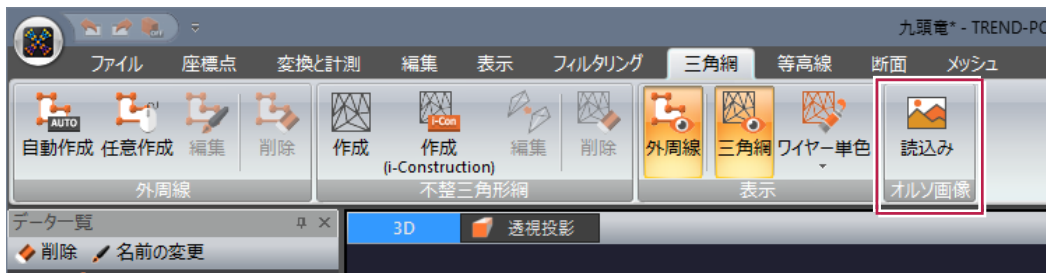 九頭竜* - TREND-PO
ファイル 座標点 変換と計測 編集 表示 フィルタリング 三角網 等高線 断面 メッシュ
AUTO
i-Con
自動作成 任意作成 編集 削除 作成 作成 編集 削除 外周線 三角網 ワイヤー単色 読込み
(i-Construction)
外周線 不整三角形網 表示 オルソ画像
データ一覧
3D 透視投影
削除 名前の変更